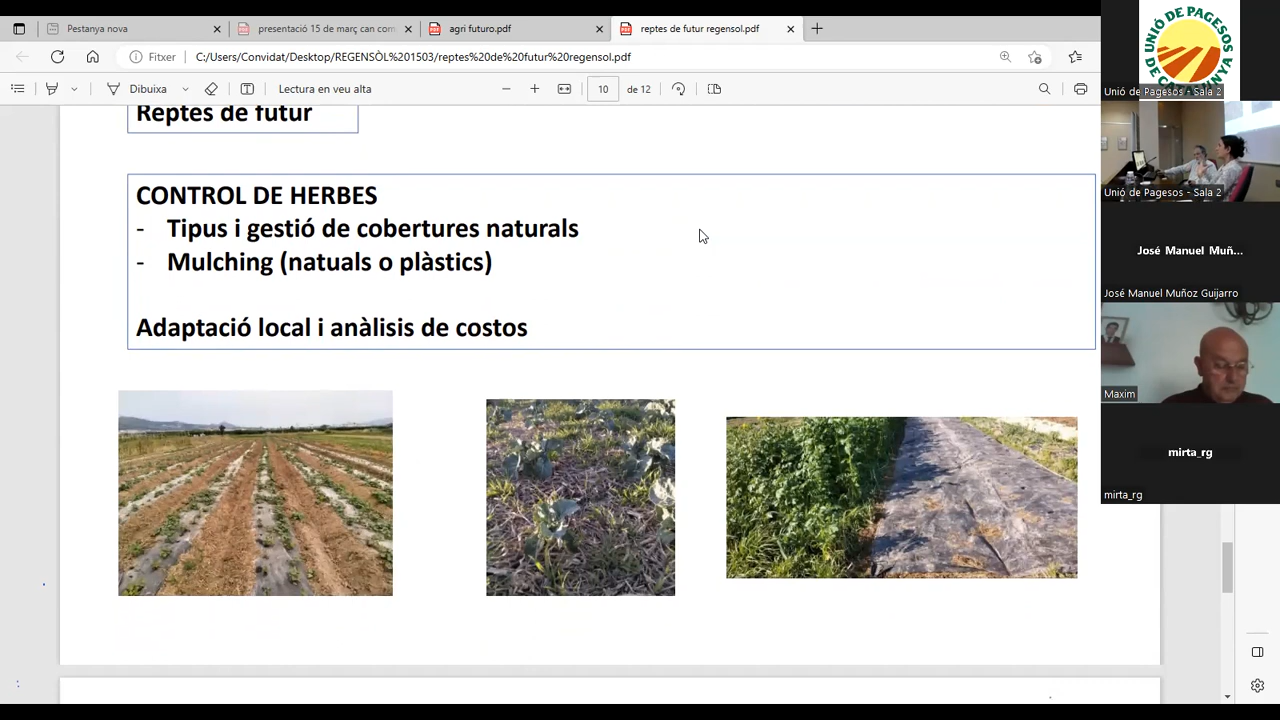 Pestanya nova
presentació 15 de març can com
agri futuro.pdf
reptes de futur regensol.pdf
Fitxer
C:/Users/Convidat/Desktop/REGENSÒL%201503/reptes%20de%20futur%20regensol.pdf
Dibuixa
Lectura en veu alta
10
de 12
Reptes de futur
CONTROL DE HERBES
- Tipus i gestió de cobertures naturals
- Mulching (natuals o plàstics)
Adaptació local i anàlisis de costos
UNIÓ DE PAGESOS
DE CATALUNYA
Unió de Pagesos - Sala 2
Unió de Pagesos - Sala 2
José Manuel Muñ...
José Manuel Muñoz Guijarro
Maxim
mirta_rg
mirta_rg